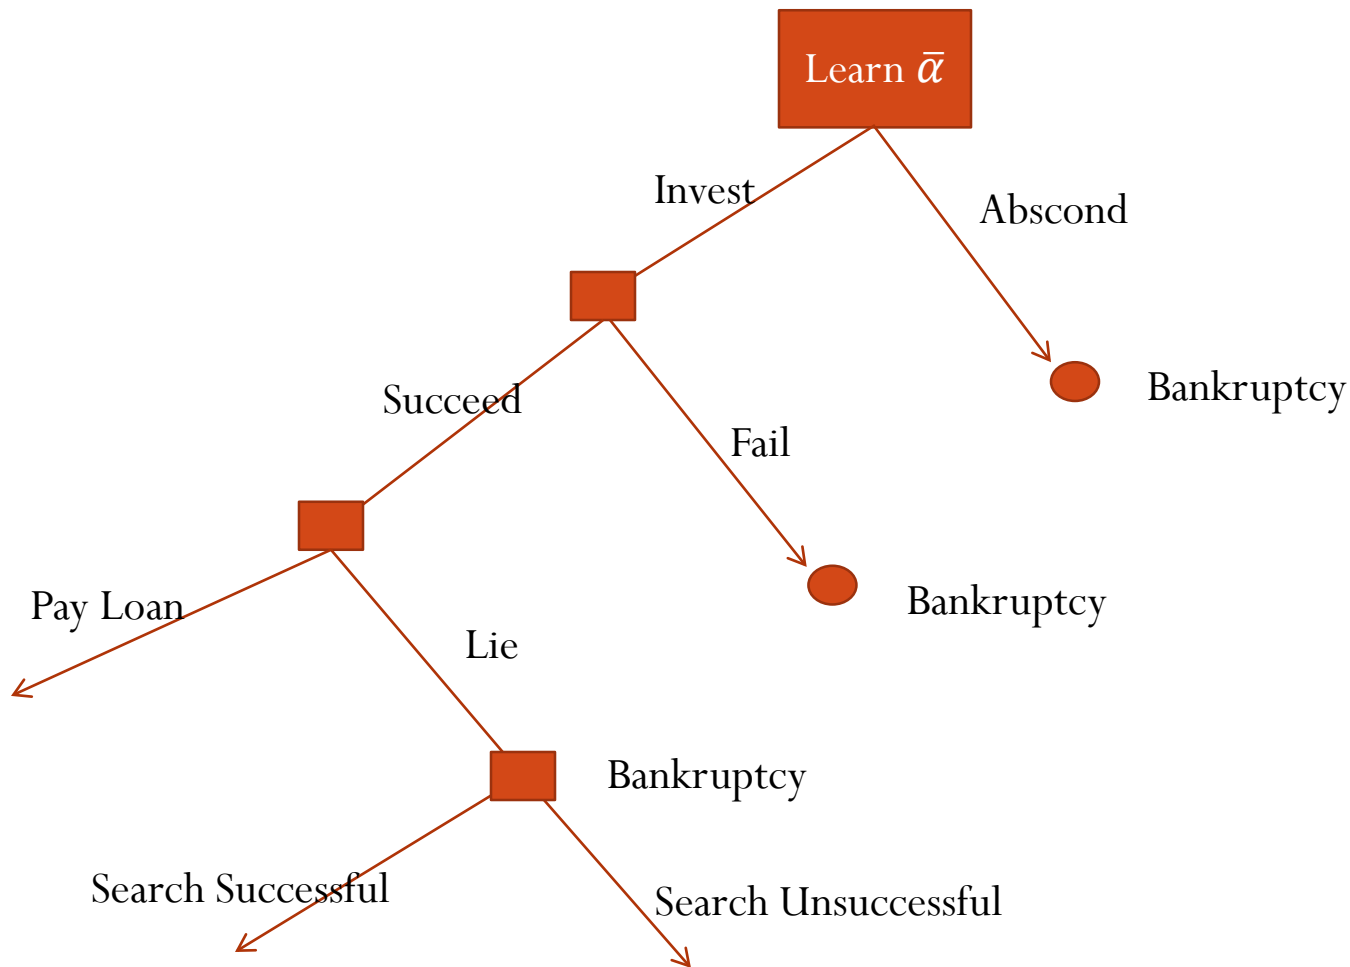 Learn ᾱ
Invest
Abscond
Bankruptcy
Succeed
Fail
Bankruptcy
Pay Loan
Lie
Bankruptcy
Search Successful
Search Unsuccessful